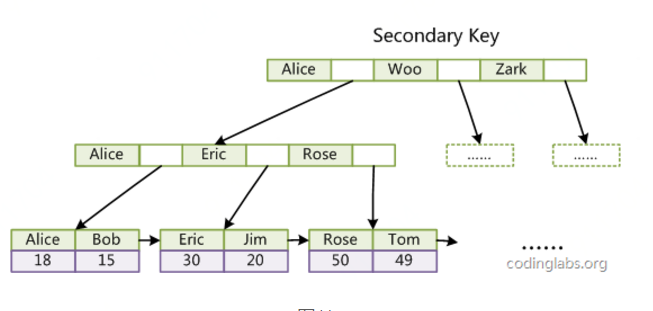 Secondary Key
Alice Woo Zark
Alice Eric Rose
...... ......
Alice Bob Eric Jim Rose Tom
18 15 30 20 50 49
......
codinglabs.org